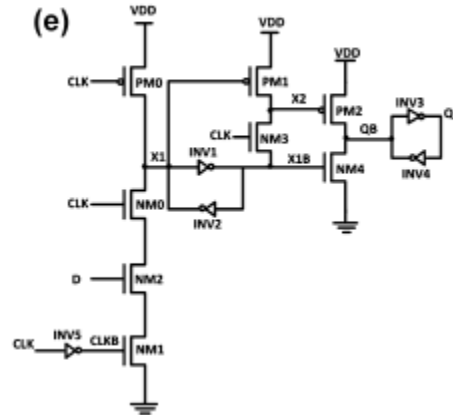 (e)
VDD
VDD
VDD
CLK
PM0
PM1
X2
PM2
INV3
Q
CLK
NM3
QB
INV1
X1
X1B
NM4
INV4
INV2
CLK
NM0
D
NM2
INV5
CLK
CLKB
NM1